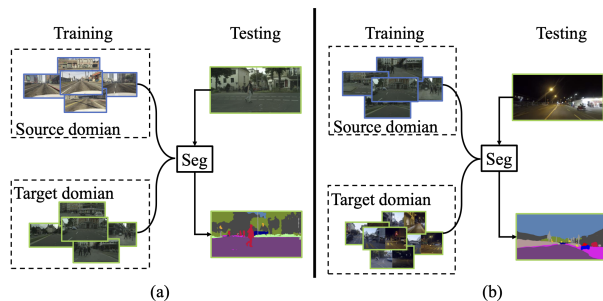 Training Testing
Source domian
Seg
Target domian
(a)
Training Testing
Source domian
Seg
Target domian
(b)